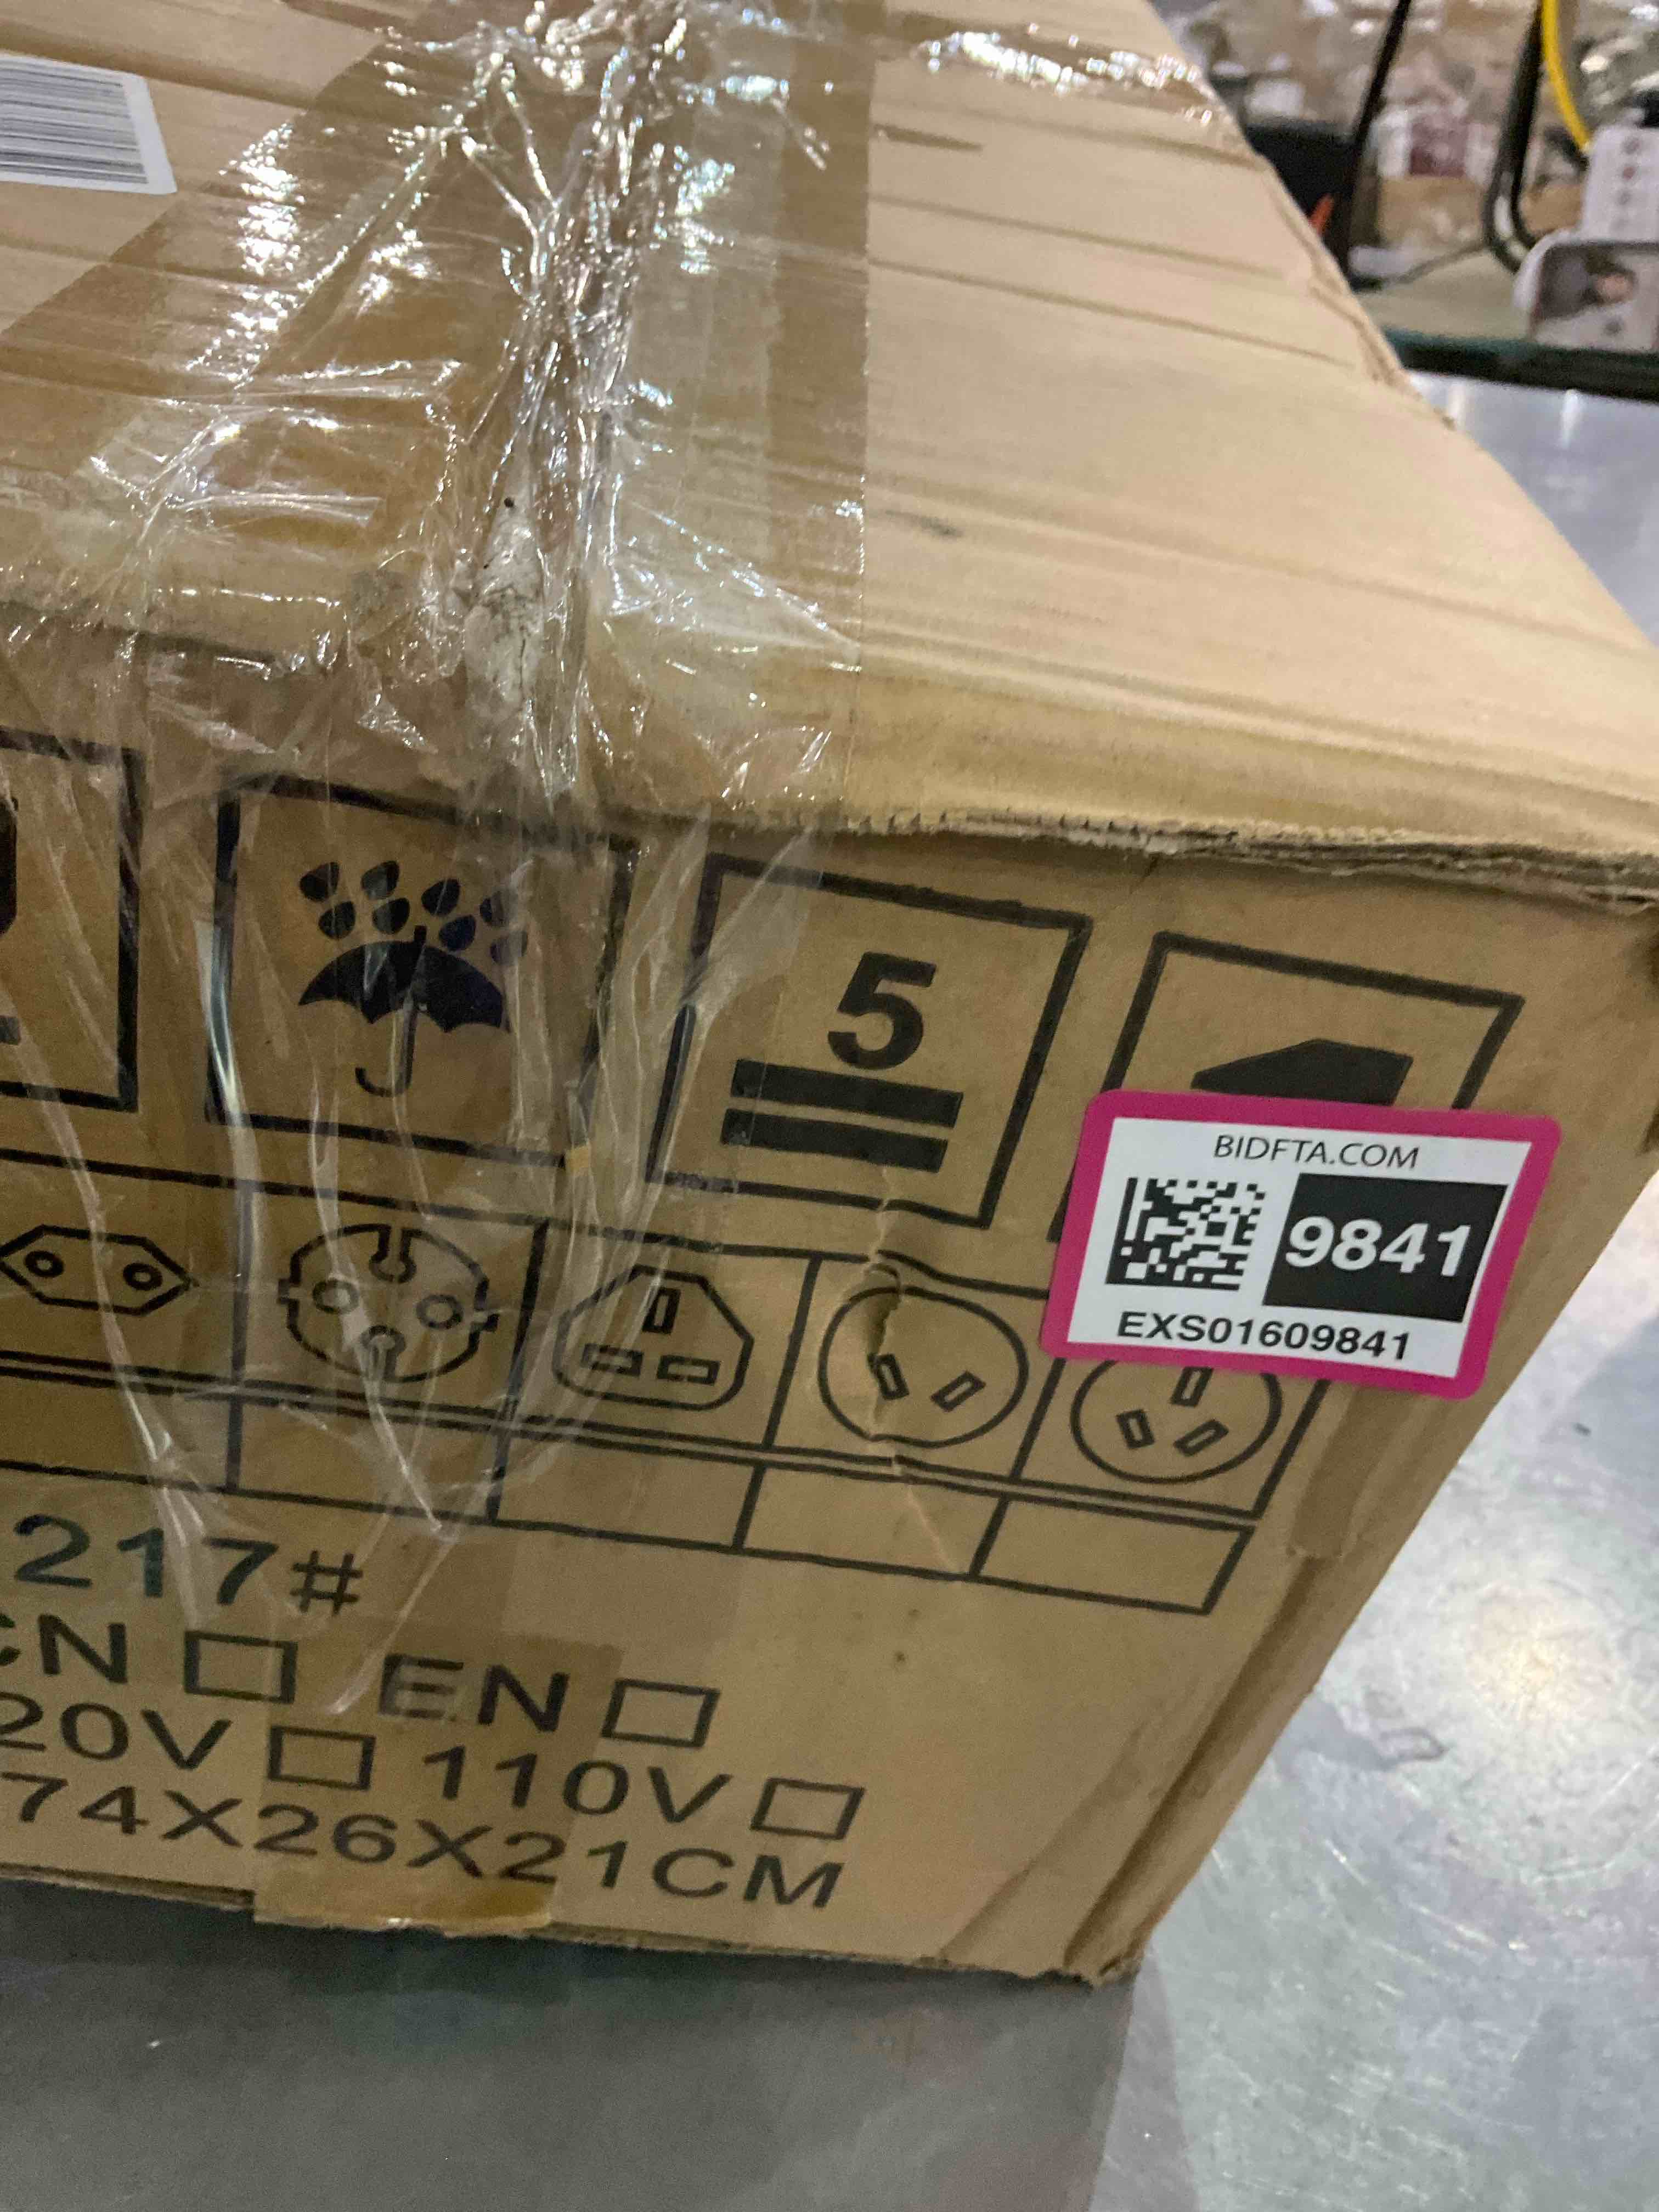 5
BIDFTA.COM
9841
EXS01609841
217#
CN EN
20V 110V
74X26X21CM